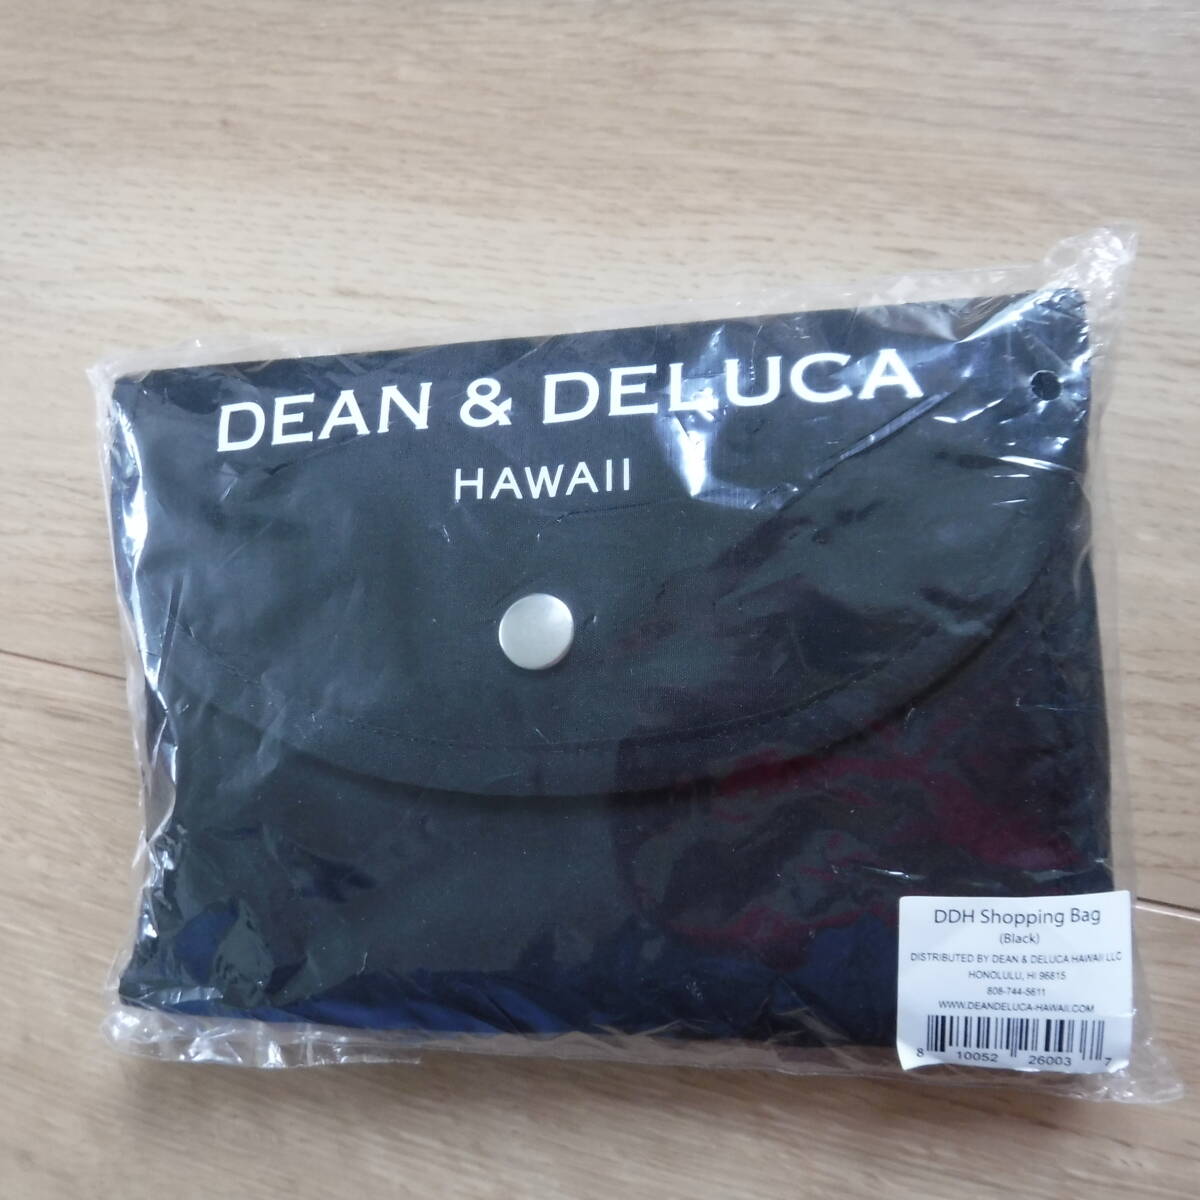 DEAN & DELUCA
HAWAII
DDH Shopping Bag
(Black)
DISTRIBUTED BY DEAN & DELUCA HAWAII LLC
HONOLULU, HI 96815
808-744-5611
WWW.DEANDELUCA-HAWAII.COM
8 10052 26003 7